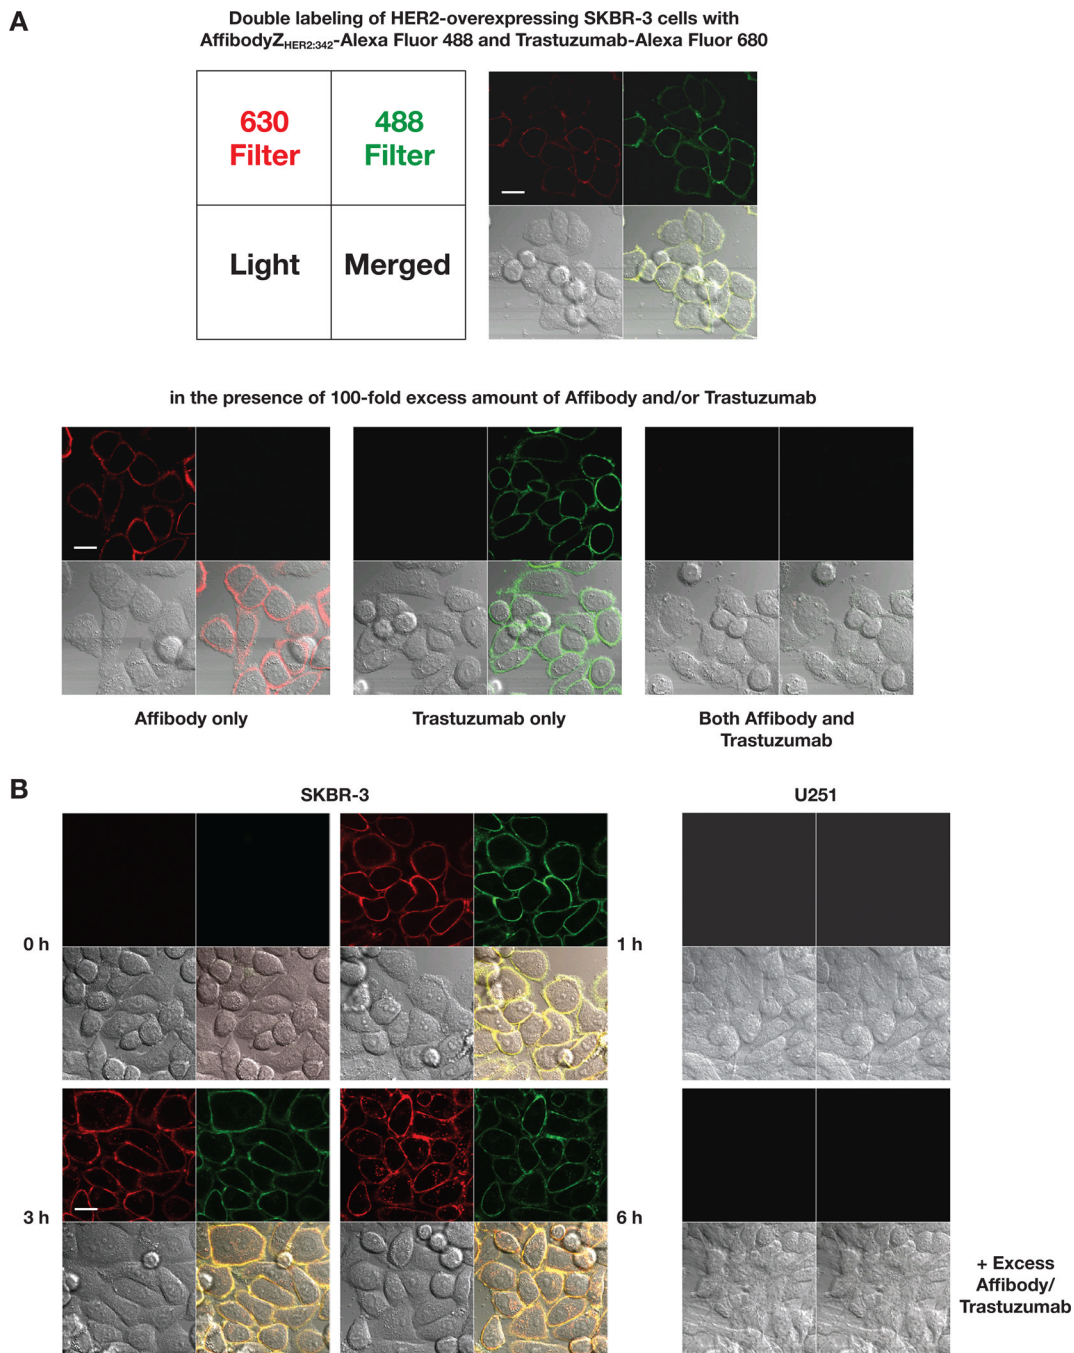 A
Double labeling of HER2-overexpressing SKBR-3 cells with
AffibodyZHER2:342-Alexa Fluor 488 and Trastuzumab-Alexa Fluor 680
630
Filter
488
Filter
Light
Merged
in the presence of 100-fold excess amount of Affibody and/or Trastuzumab
Affibody only
Trastuzumab only
Both Affibody and
Trastuzumab
B
SKBR-3
U251
0 h
1 h
3 h
6 h
+ Excess
Affibody/
Trastuzumab